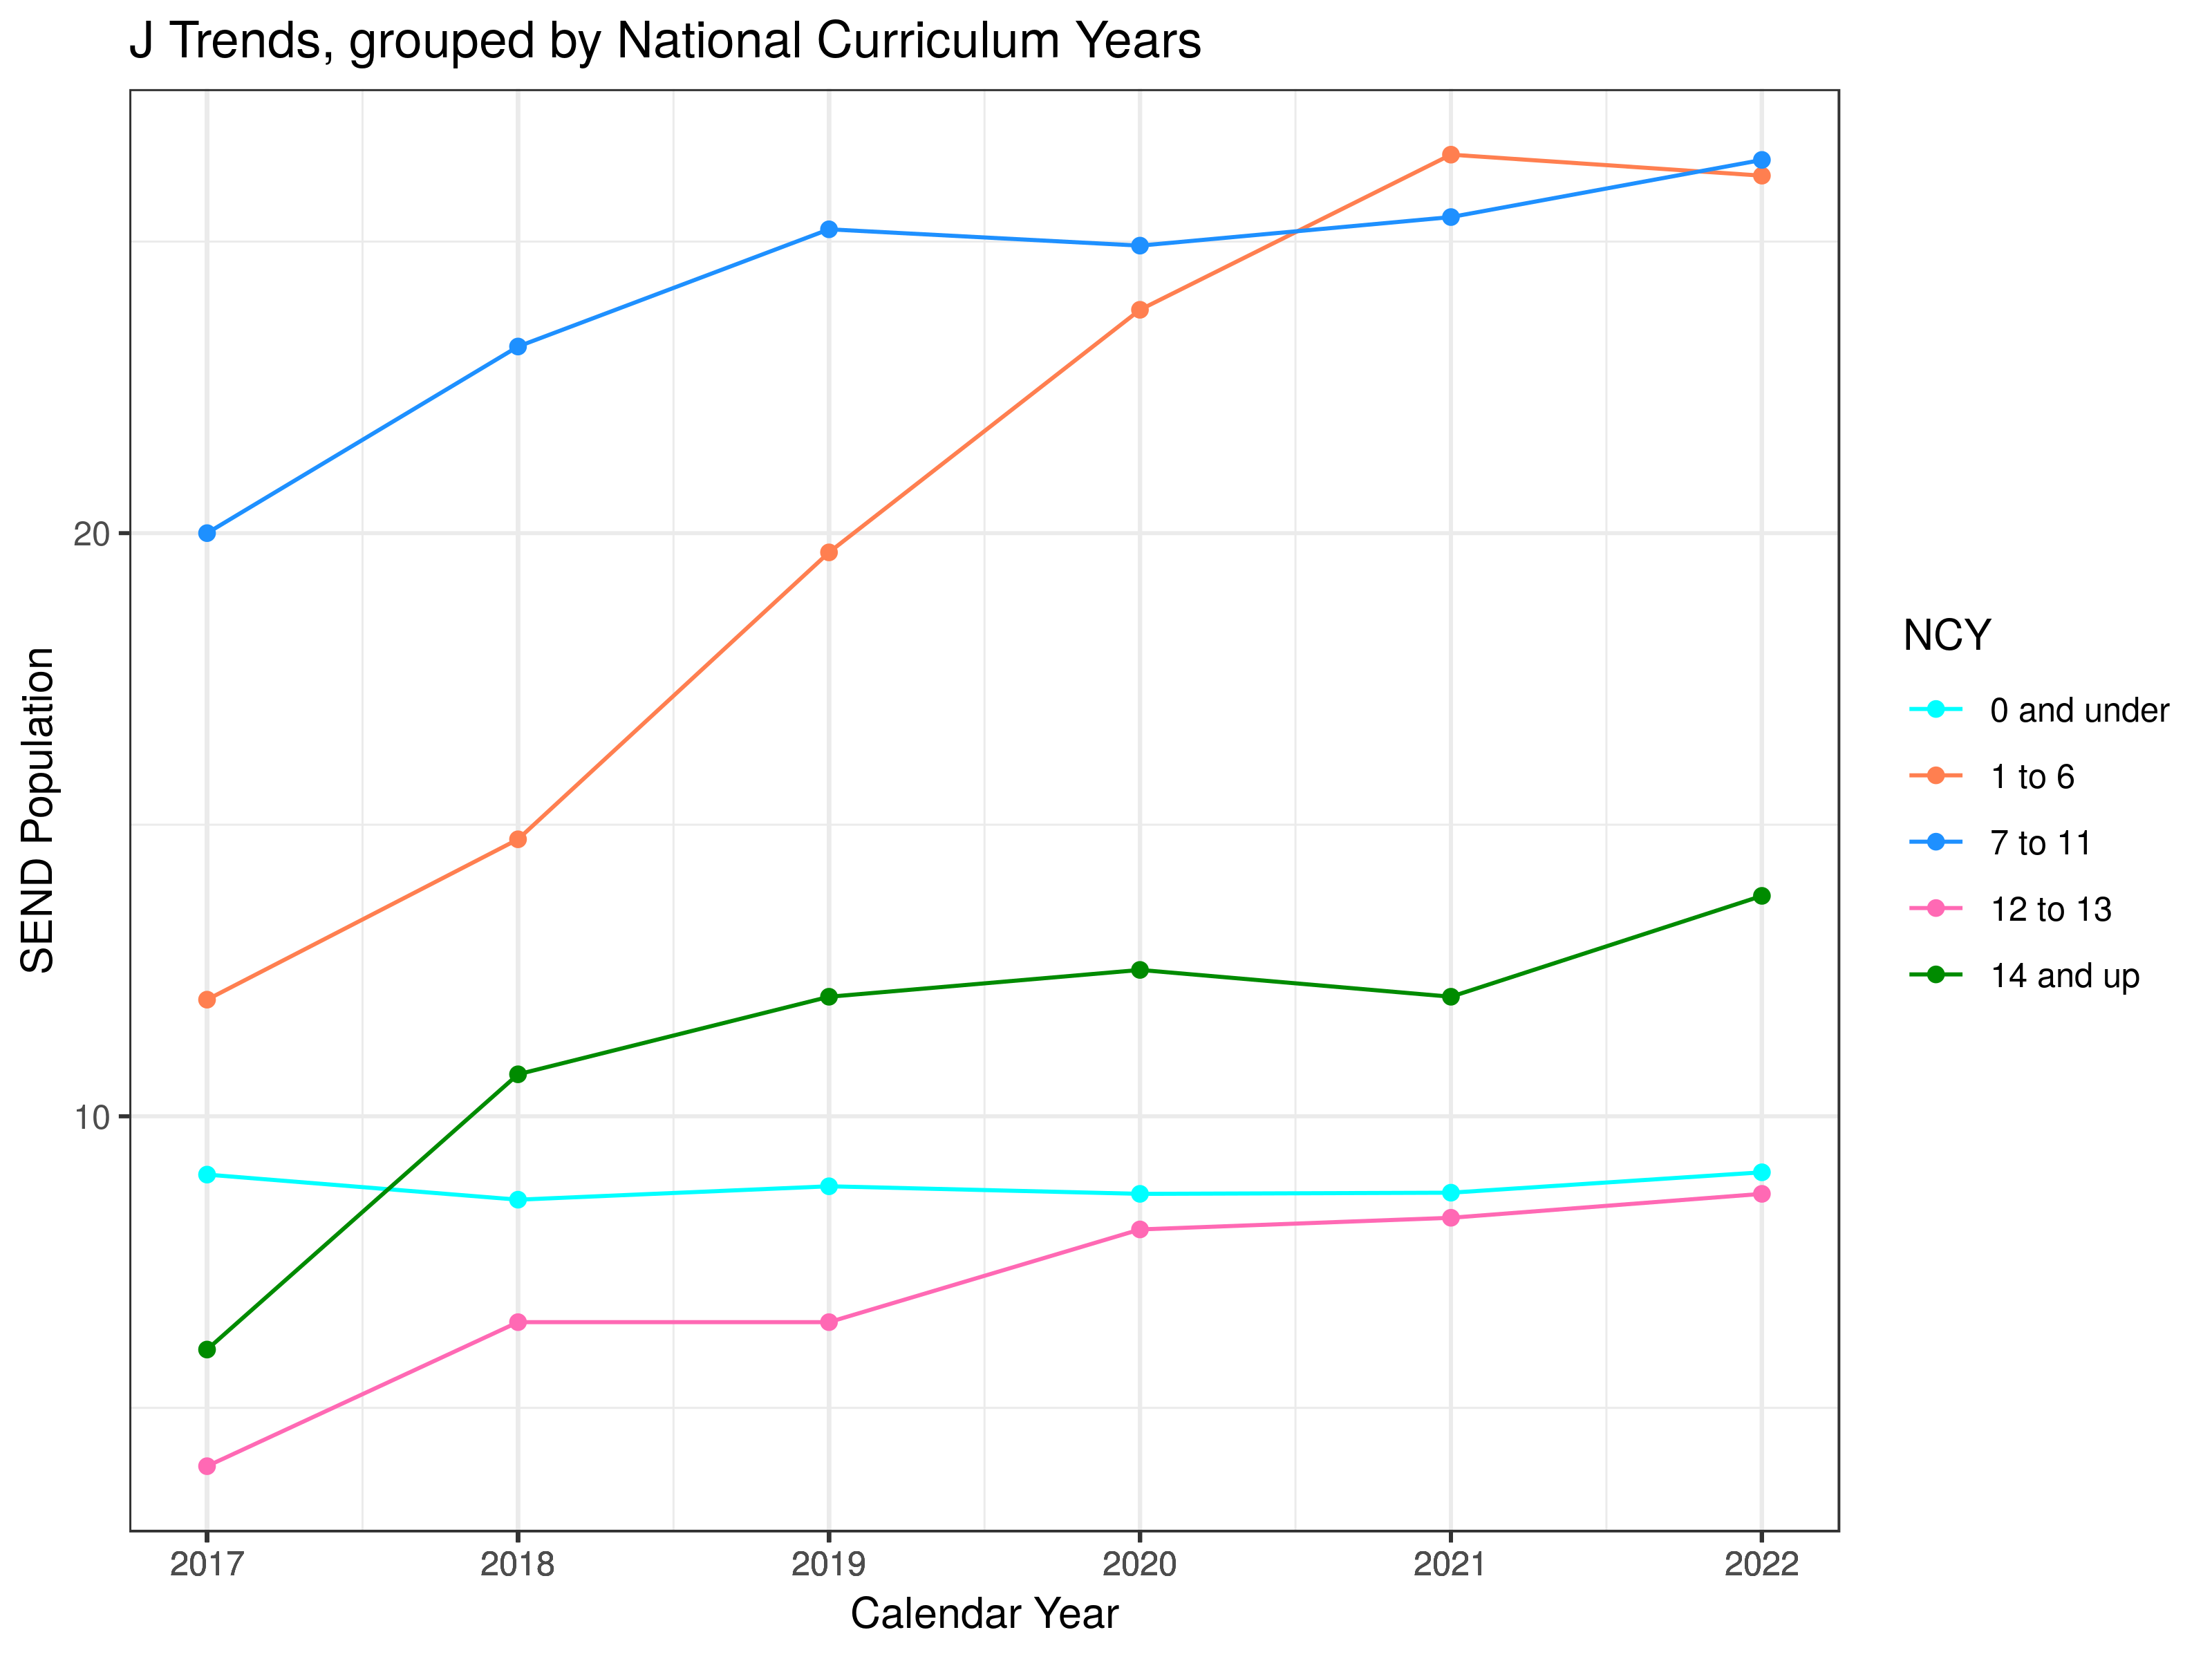 J Trends, grouped by National Curriculum Years
SEND Population
20
10
2017 2018 2019 2020 2021 2022
Calendar Year
NCY
0 and under
1 to 6
7 to 11
12 to 13
14 and up